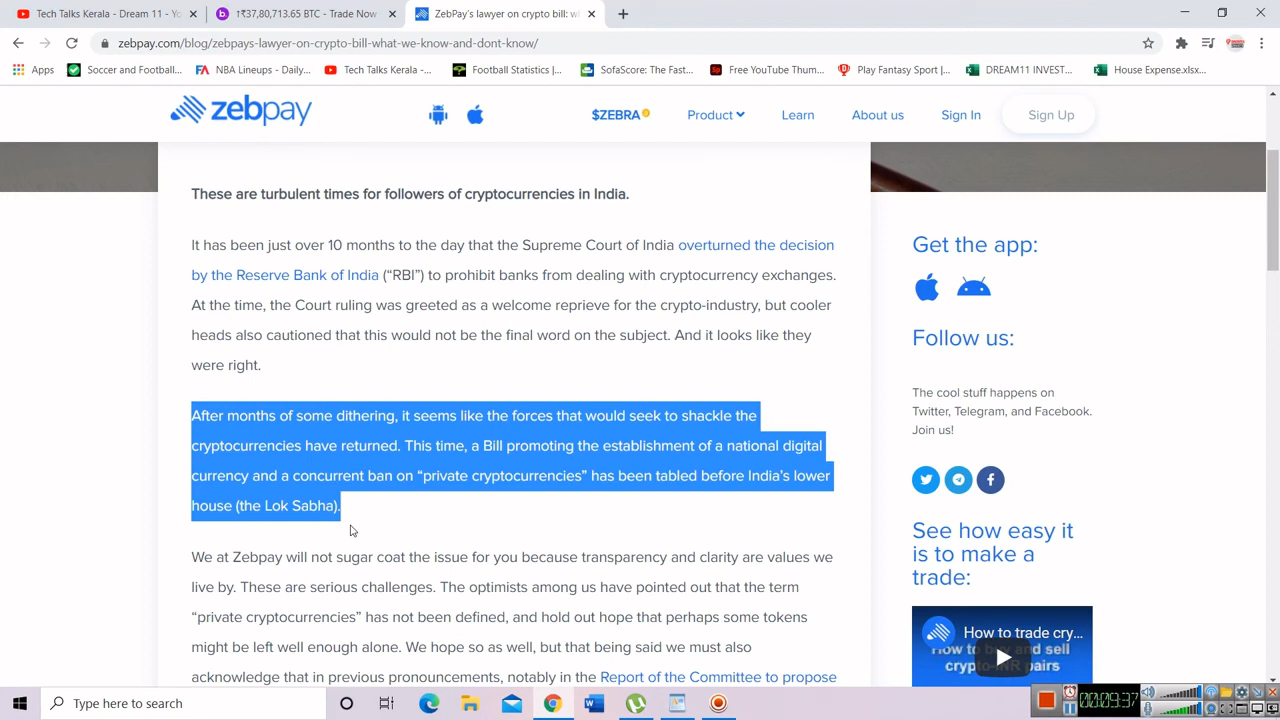 Tech Talks Kerala - Dream 11 - Yo
1₹37,80,713.65 BTC - Trade Now
ZebPay's lawyer on crypto bill: w
zebpay.com/blog/zebpays-lawyer-on-crypto-bill-what-we-know-and-dont-know/
Apps
Soccer and Football...
NBA Lineups - Daily...
Tech Talks Kerala -...
Football Statistics |...
SofaScore: The Fast...
Free YouTube Thum...
Play Fantasy Sport |...
DREAM11 INVEST...
House Expense.xlsx...
zebpay
$ZEBRA
Product
Learn
About us
Sign In
Sign Up
These are turbulent times for followers of cryptocurrencies in India.
It has been just over 10 months to the day that the Supreme Court of India overturned the decision
by the Reserve Bank of India (“RBI”) to prohibit banks from dealing with cryptocurrency exchanges.
At the time, the Court ruling was greeted as a welcome reprieve for the crypto-industry, but cooler
heads also cautioned that this would not be the final word on the subject. And it looks like they
were right.
After months of some dithering, it seems like the forces that would seek to shackle the
cryptocurrencies have returned. This time, a Bill promoting the establishment of a national digital
currency and a concurrent ban on “private cryptocurrencies” has been tabled before India’s lower
house (the Lok Sabha).
We at Zebpay will not sugar coat the issue for you because transparency and clarity are values we
live by. These are serious challenges. The optimists among us have pointed out that the term
“private cryptocurrencies” has not been defined, and hold out hope that perhaps some tokens
might be left well enough alone. We hope so as well, but that being said we must also
acknowledge that in previous pronouncements, notably in the Report of the Committee to propose
Get the app:
Follow us:
The cool stuff happens on
Twitter, Telegram, and Facebook.
Join us!
See how easy it
is to make a
trade:
How to trade cry...
How to buy and sell
crypto-INR pairs
Type here to search
00:09:37